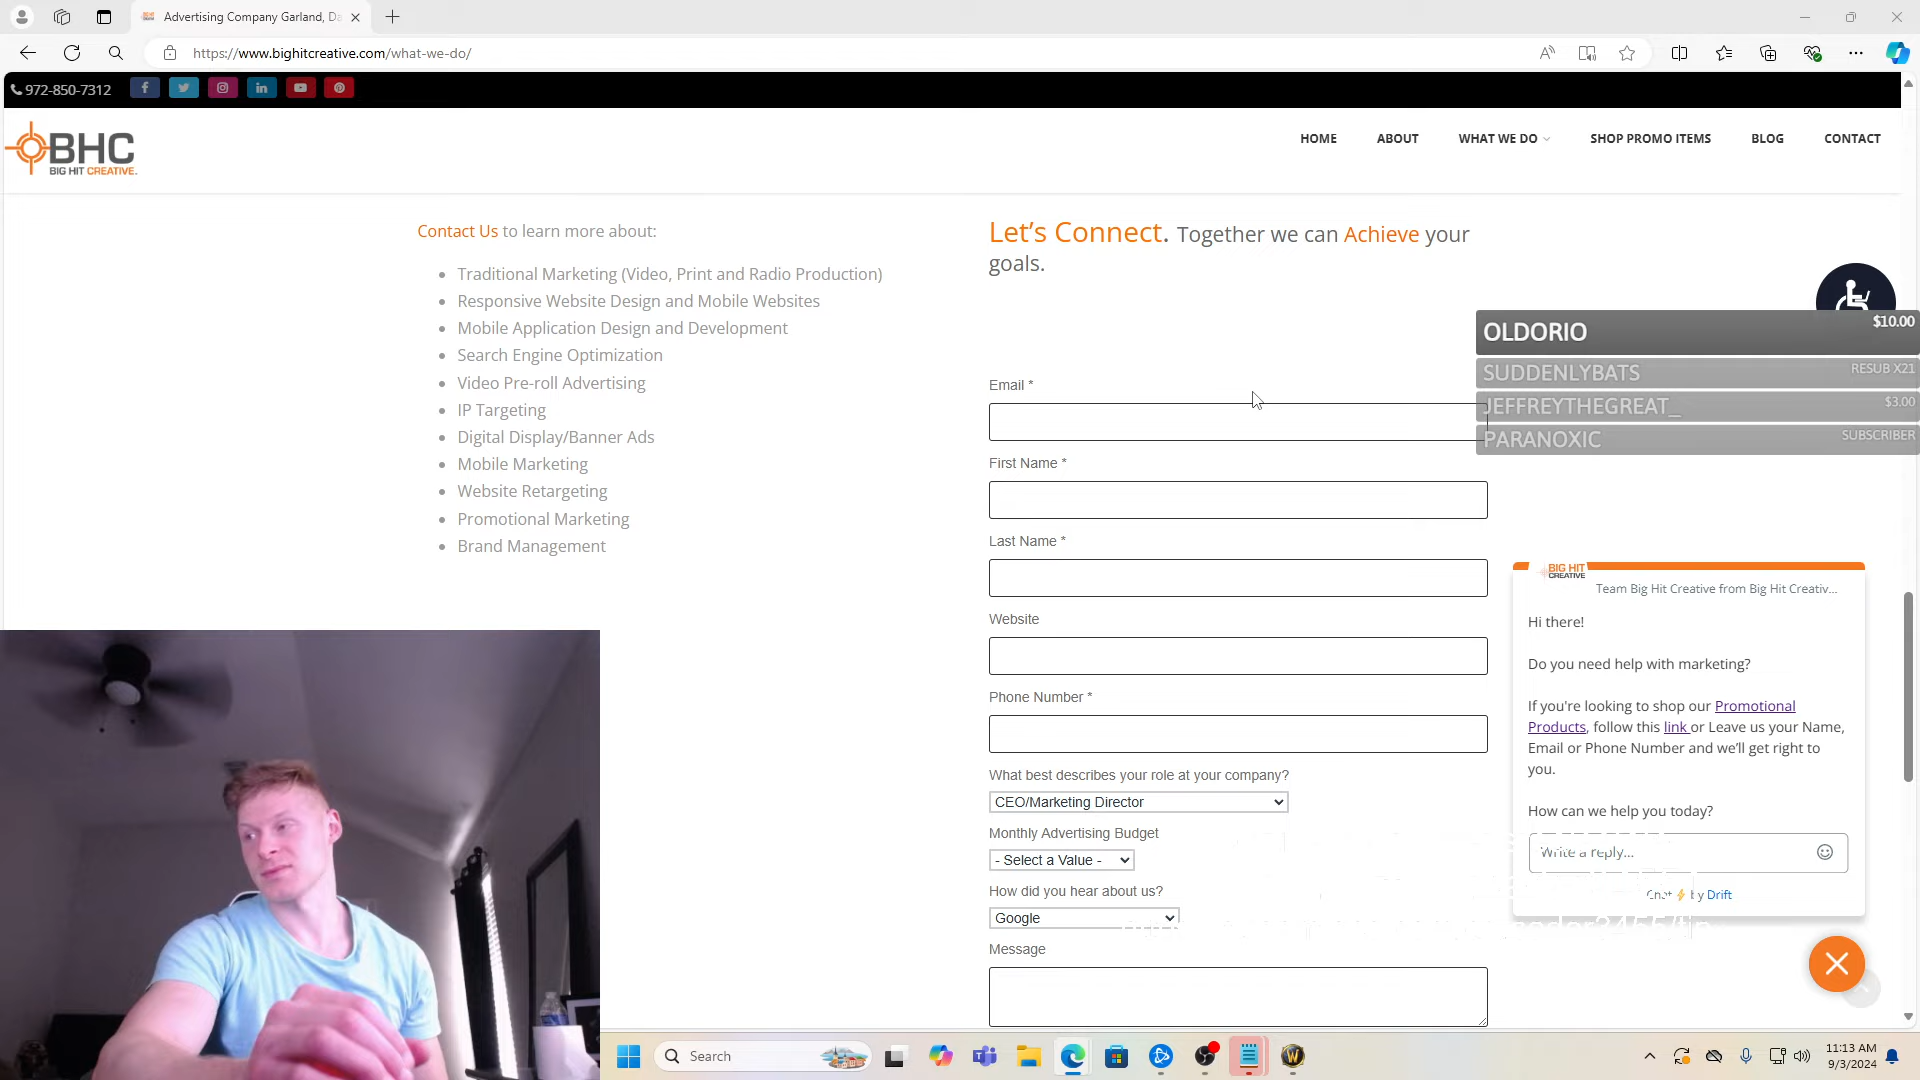 Advertising Company Garland, Da
https://www.bighitcreative.com/what-we-do/
972-850-7312
BHC
BIG HIT CREATIVE.
HOME
ABOUT
WHAT WE DO
SHOP PROMO ITEMS
BLOG
CONTACT
Contact Us to learn more about:
Traditional Marketing (Video, Print and Radio Production)
Responsive Website Design and Mobile Websites
Mobile Application Design and Development
Search Engine Optimization
Video Pre-roll Advertising
IP Targeting
Digital Display/Banner Ads
Mobile Marketing
Website Retargeting
Promotional Marketing
Brand Management
Let's Connect. Together we can Achieve your
goals.
Email *
First Name *
Last Name *
Website
Phone Number *
What best describes your role at your company?
CEO/Marketing Director
Monthly Advertising Budget
- Select a Value -
How did you hear about us?
Google
Message
OLDORIO $10.00
SUDDENLYBATS RESUB X21
JEFFREYTHEGREAT_ $3.00
PARANOXIC SUBSCRIBER
BIG HIT
CREATIVE
Team Big Hit Creative from Big Hit Creativ...
Hi there!
Do you need help with marketing?
If you're looking to shop our Promotional
Products, follow this link or Leave us your Name,
Email or Phone Number and we'll get right to
you.
How can we help you today?
Write a reply...
Chat by Drift
Search
11:13 AM
9/3/2024